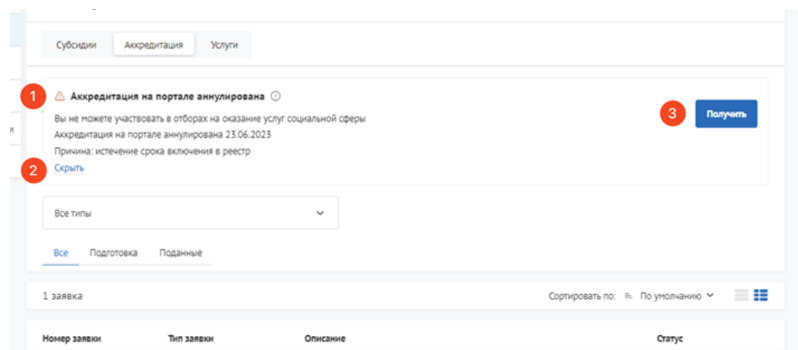 Субсидии Аккредитация Услуги
1 Аккредитация на портале аннулирована
Вы не можете участвовать в отборах на оказание услуг социальной сферы
3 Получить
Аккредитация на портале аннулирована 23.06.2023
Причина: истечение срока включения в реестр
2 Скрыть
Все типы
Все Подготовка Поданные
1 заявка Сортировать по: По умолчанию
Номер заявки Тип заявки Описание Статус